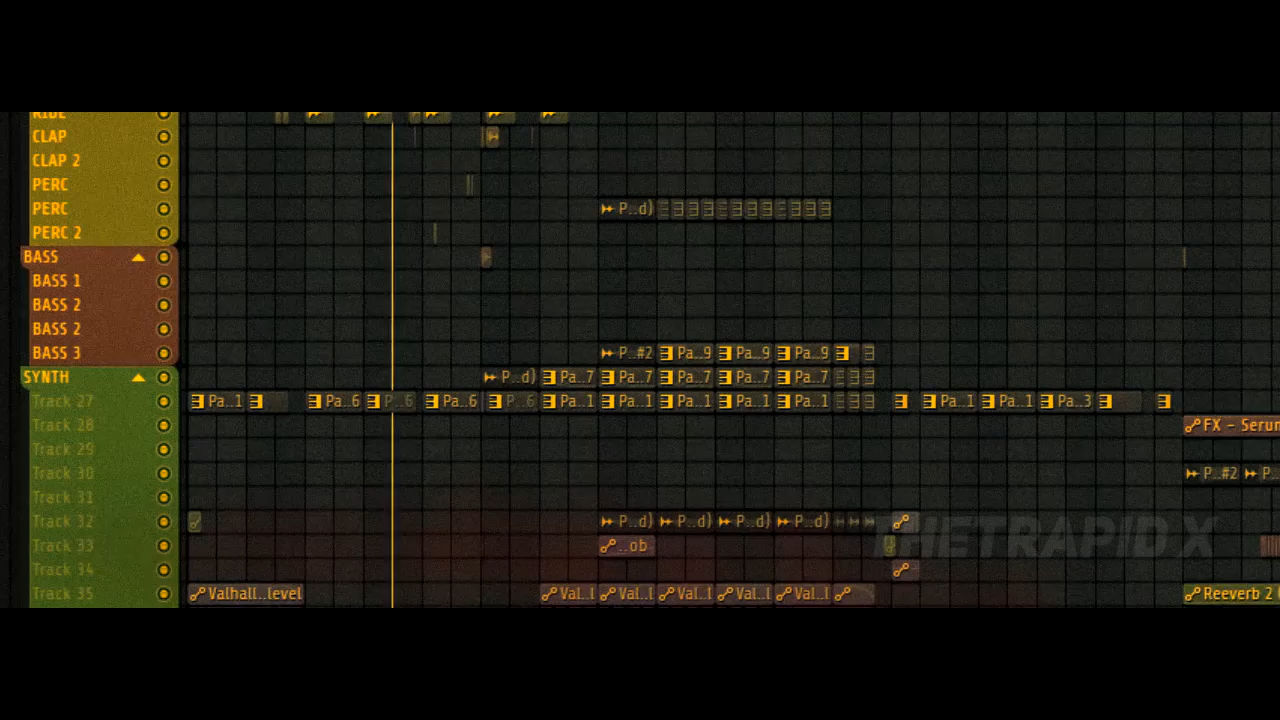 RIDE
CLAP
CLAP 2
PERC
PERC P..d)
PERC 2
BASS
BASS 1
BASS 2
BASS 2
BASS 3 P..#2 Pa..9 Pa..9 Pa..9
SYNTH P..d) Pa..7 Pa..7 Pa..7 Pa..7 Pa..7
Track 27 Pa..1 Pa..6 P..6 Pa..6 P..6 Pa..1 Pa..1 Pa..1 Pa..1 Pa..1 Pa..1 Pa..1 Pa..3
Track 28 FX - Serum
Track 29
Track 30 P..#2 P..
Track 31
Track 32 P..d) P..d) P..d) P..d)
THETRAPID X
Track 33 ..ob
Track 34
Track 35 Valhall..level Val..l Val..l Val..l Val..l Val..l Reeverb 2